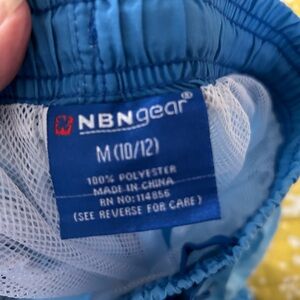 NBNgear®
M (10/12)
100% POLYESTER
MADE IN CHINA
RN NO: 114856
(SEE REVERSE FOR CARE)